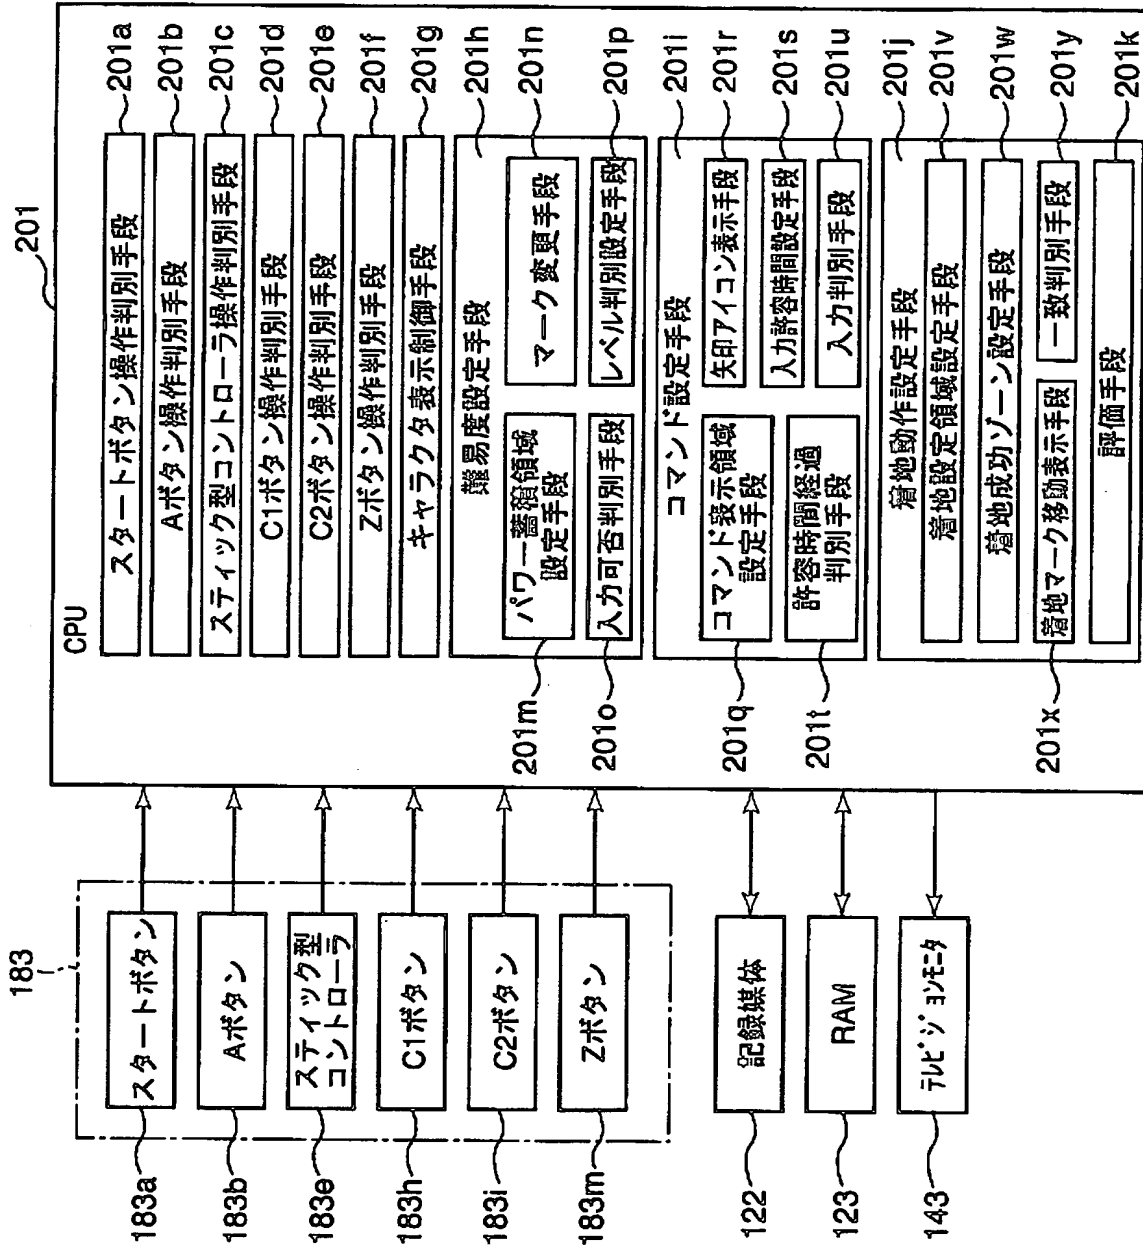 183
183a
スタートボタン
183b
Aボタン
183e
スティック型
コントローラ
183h
C1ボタン
183i
C2ボタン
183m
Zボタン
122
記録媒体
123
RAM
143
テレビジョンモニタ
201
CPU
スタートボタン操作判別手段
201a
Aボタン操作判別手段
201b
スティック型コントローラ操作判別手段
201c
C1ボタン操作判別手段
201d
C2ボタン操作判別手段
201e
Zボタン操作判別手段
201f
キャラクタ表示制御手段
201g
難易度設定手段
201h
パワー蓄積領域
設定手段
201m
マーク変更手段
201n
入力可否判別手段
201o
レベル判別設定手段
201p
コマンド設定手段
201i
コマンド表示領域
設定手段
201q
矢印アイコン表示手段
201r
入力許容時間設定手段
201s
許容時間経過
判別手段
201t
入力判別手段
201u
着地動作設定手段
201j
着地設定領域設定手段
201v
着地成功ゾーン設定手段
201w
着地マーク移動表示手段
201x
一致判別手段
201y
評価手段
201k